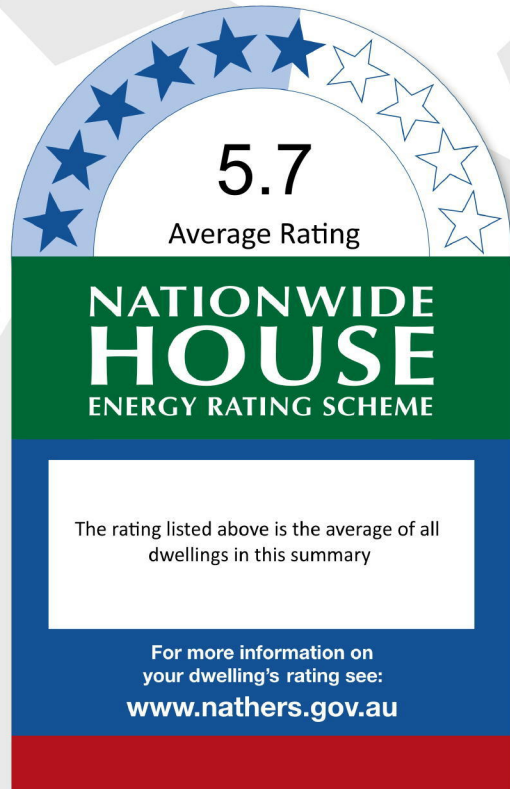 5.7
Average Rating
NATIONWIDE
HOUSE
ENERGY RATING SCHEME
The rating listed above is the average of all
dwellings in this summary
For more information on
your dwelling's rating see:
www.nathers.gov.au